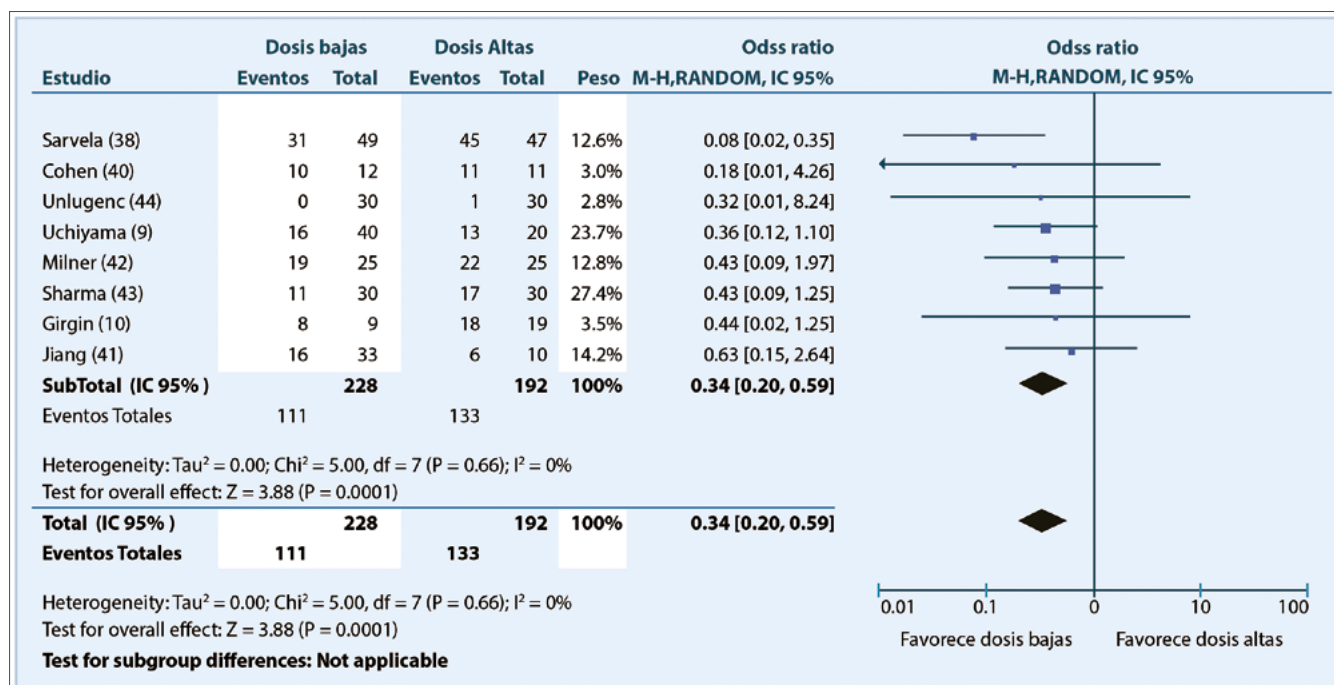 Dosis bajas Dosis Altas Odss ratio Odss ratio
Estudio Eventos Total Eventos Total Peso M-H,RANDOM, IC 95% M-H,RANDOM, IC 95%
Sarvela (38) 31 49 45 47 12.6% 0.08 [0.02, 0.35]
Cohen (40) 10 12 11 11 3.0% 0.18 [0.01, 4.26]
Unlugenc (44) 0 30 1 30 2.8% 0.32 [0.01, 8.24]
Uchiyama (9) 16 40 13 20 23.7% 0.36 [0.12, 1.10]
Milner (42) 19 25 22 25 12.8% 0.43 [0.09, 1.97]
Sharma (43) 11 30 17 30 27.4% 0.43 [0.09, 1.25]
Girgin (10) 8 9 18 19 3.5% 0.44 [0.02, 1.25]
Jiang (41) 16 33 6 10 14.2% 0.63 [0.15, 2.64]
SubTotal (IC 95% ) 228 192 100% 0.34 [0.20, 0.59]
Eventos Totales 111 133
Heterogeneity: Tau² = 0.00; Chi² = 5.00, df = 7 (P = 0.66); I² = 0%
Test for overall effect: Z = 3.88 (P = 0.0001)
Total (IC 95% ) 228 192 100% 0.34 [0.20, 0.59]
Eventos Totales 111 133
Heterogeneity: Tau² = 0.00; Chi² = 5.00, df = 7 (P = 0.66); I² = 0%
Test for overall effect: Z = 3.88 (P = 0.0001)
Test for subgroup differences: Not applicable
0.01 0.1 0 10 100
Favorece dosis bajas Favorece dosis altas